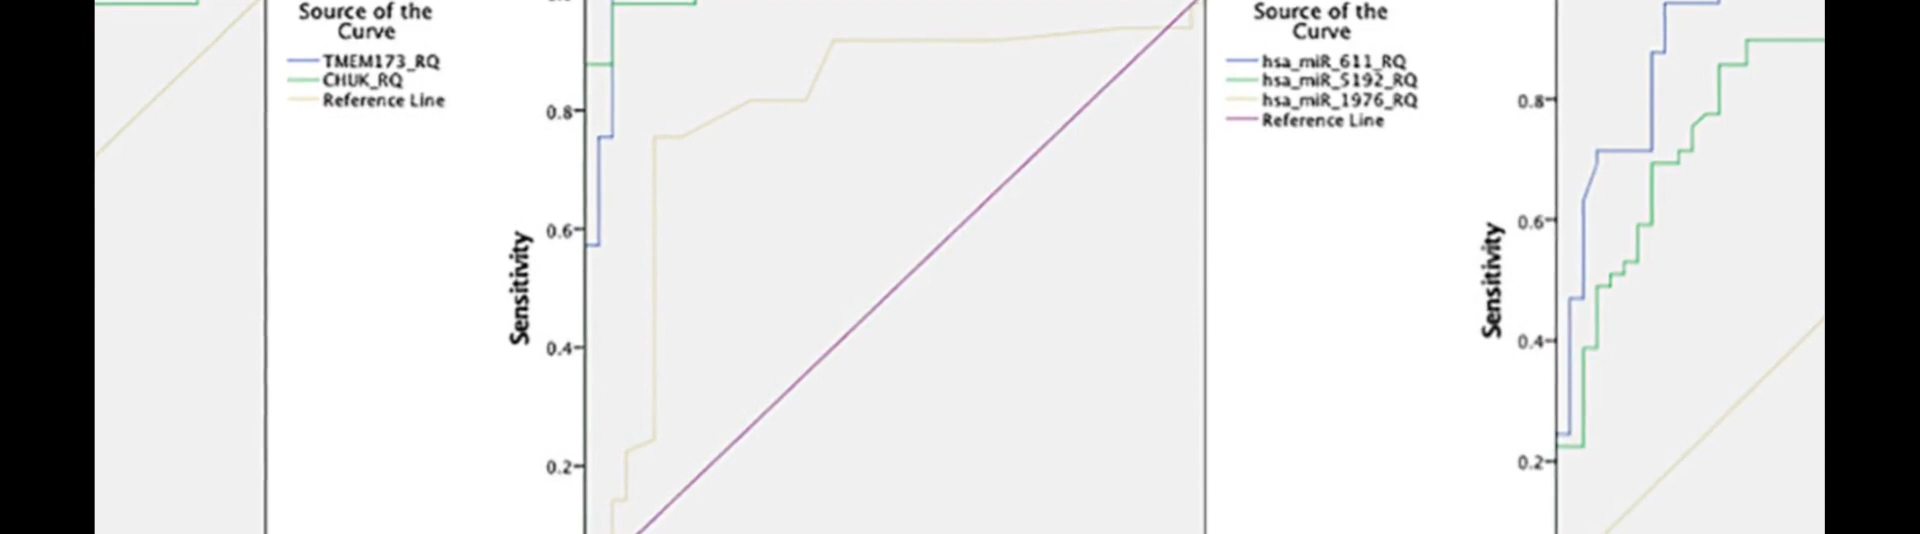 Source of the
Curve
TMEM173_RQ
CHUK_RQ
Reference Line
Sensitivity
0.8
0.6
0.4
0.2
Source of the
Curve
hsa_miR_611_RQ
hsa_miR_5192_RQ
hsa_miR_1976_RQ
Reference Line
Sensitivity
0.8
0.6
0.4
0.2